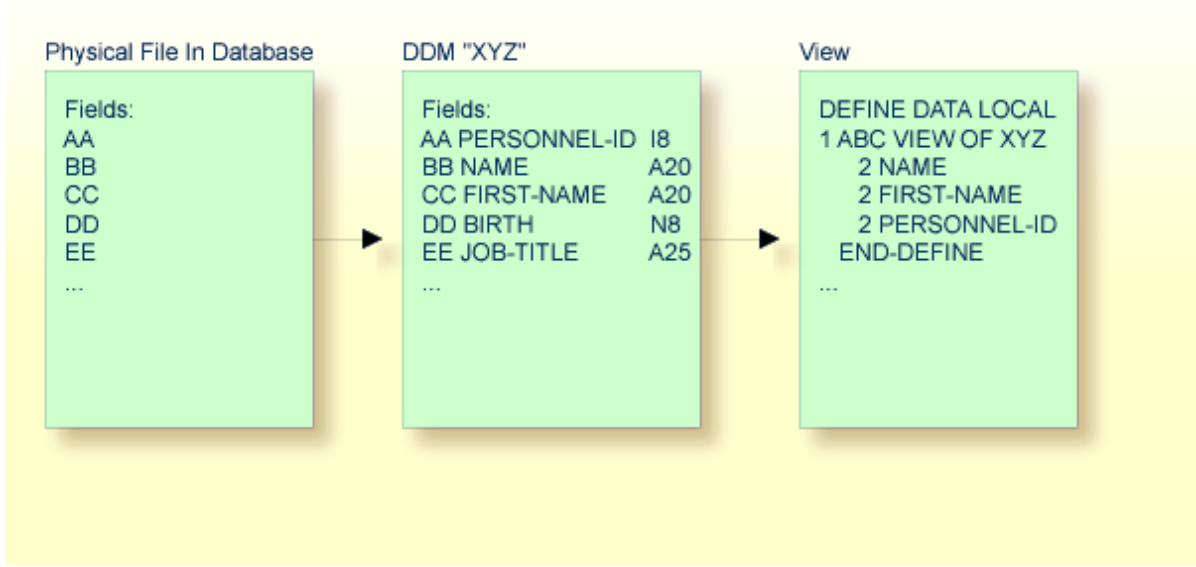 Physical File In Database
Fields:
AA
BB
CC
DD
EE
...
DDM "XYZ"
Fields:
AA PERSONNEL-ID I8
BB NAME A20
CC FIRST-NAME A20
DD BIRTH N8
EE JOB-TITLE A25
...
View
DEFINE DATA LOCAL
1 ABC VIEW OF XYZ
2 NAME
2 FIRST-NAME
2 PERSONNEL-ID
END-DEFINE
...